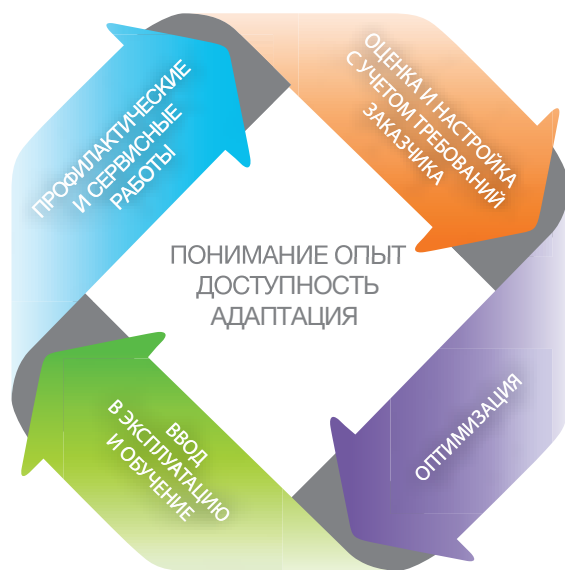 ПРОФИЛАКТИЧЕСКИЕ
И СЕРВИСНЫЕ
РАБОТЫ
ОЦЕНКА И НАСТРОЙКА
С УЧЕТОМ ТРЕБОВАНИЙ
ЗАКАЗЧИКА
ПОНИМАНИЕ ОПЫТ
ДОСТУПНОСТЬ
АДАПТАЦИЯ
ВВОД
В ЭКСПЛУАТАЦИЮ
И ОБУЧЕНИЕ
ОПТИМИЗАЦИЯ